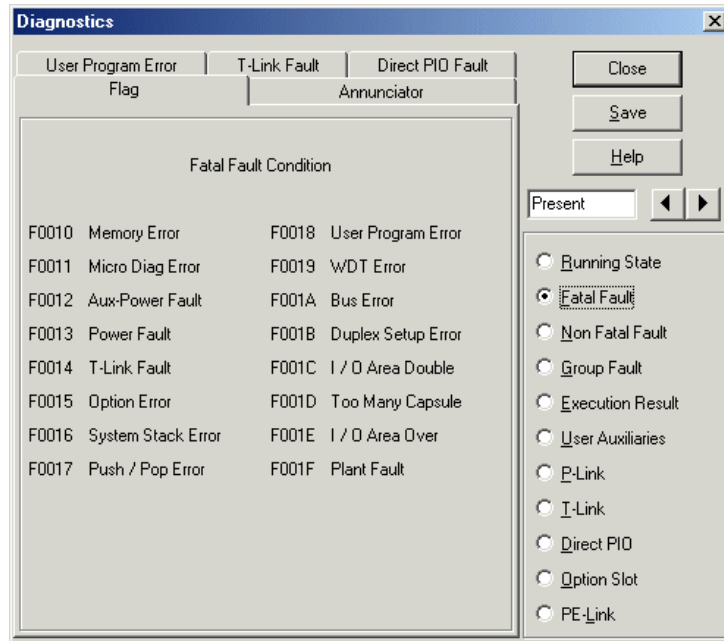 Diagnostics
User Program Error T-Link Fault Direct PIO Fault
Flag Annunciator
Fatal Fault Condition
F0010 Memory Error F0018 User Program Error
F0011 Micro Diag Error F0019 WDT Error
F0012 Aux-Power Fault F001A Bus Error
F0013 Power Fault F001B Duplex Setup Error
F0014 T-Link Fault F001C I / O Area Double
F0015 Option Error F001D Too Many Capsule
F0016 System Stack Error F001E I / O Area Over
F0017 Push / Pop Error F001F Plant Fault
Close
Save
Help
Present
Running State
Fatal Fault
Non Fatal Fault
Group Fault
Execution Result
User Auxiliaries
P-Link
T-Link
Direct PIO
Option Slot
PE-Link